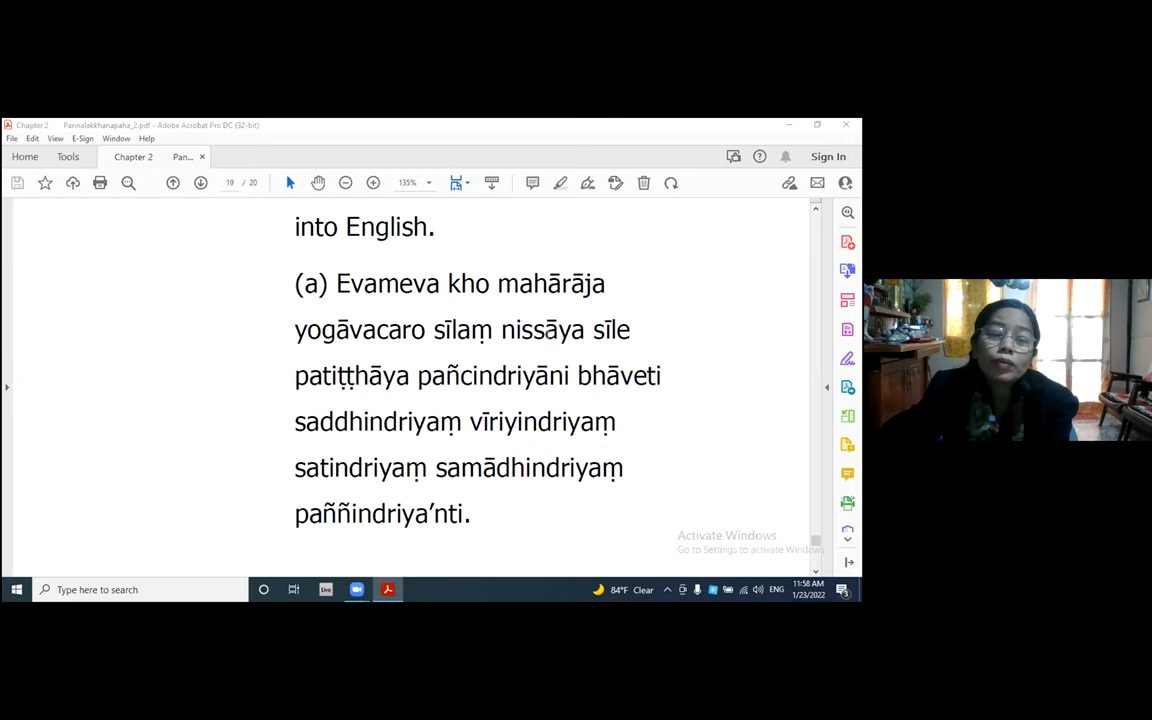 Chapter 2 Pannalakkhanapaha_2.pdf - Adobe Acrobat Pro DC (32-bit)
File Edit View E-Sign Window Help
Home Tools Chapter 2 Pan... × Sign In
19 / 20 135%
into English.
(a) Evameva kho mahārāja
yogāvacaro sīlaṃ nissāya sīle
patiṭṭhāya pañcindriyāni bhāveti
saddhindriyaṃ vīriyindriyaṃ
satindriyaṃ samādhindriyaṃ
paññindriya’nti.
Activate Windows
Go to Settings to activate Windows.
Type here to search Live 84°F Clear ENG 11:58 AM
1/23/2022 3